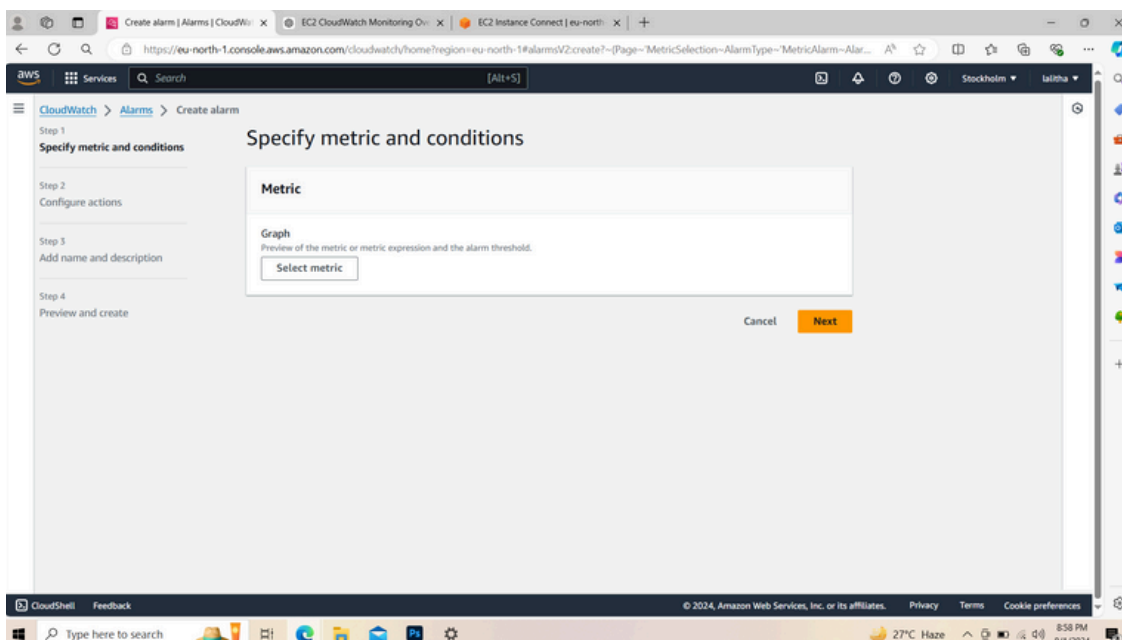 Create alarm | Alarms | CloudWa
EC2 CloudWatch Monitoring Ov
EC2 Instance Connect | eu-north
https://eu-north-1.console.aws.amazon.com/cloudwatch/home?region=eu-north-1#alarmsV2:create?~(Page~'MetricSelection~AlarmType~'MetricAlarm~Alar...
aws
Services
Search
[Alt+S]
Stockholm
lalitha
CloudWatch > Alarms > Create alarm
Step 1
Specify metric and conditions
Step 2
Configure actions
Step 3
Add name and description
Step 4
Preview and create
Specify metric and conditions
Metric
Graph
Preview of the metric or metric expression and the alarm threshold.
Select metric
Cancel
Next
CloudShell
Feedback
© 2024, Amazon Web Services, Inc. or its affiliates.
Privacy
Terms
Cookie preferences
Type here to search
Ps
27°C Haze
8:58 PM